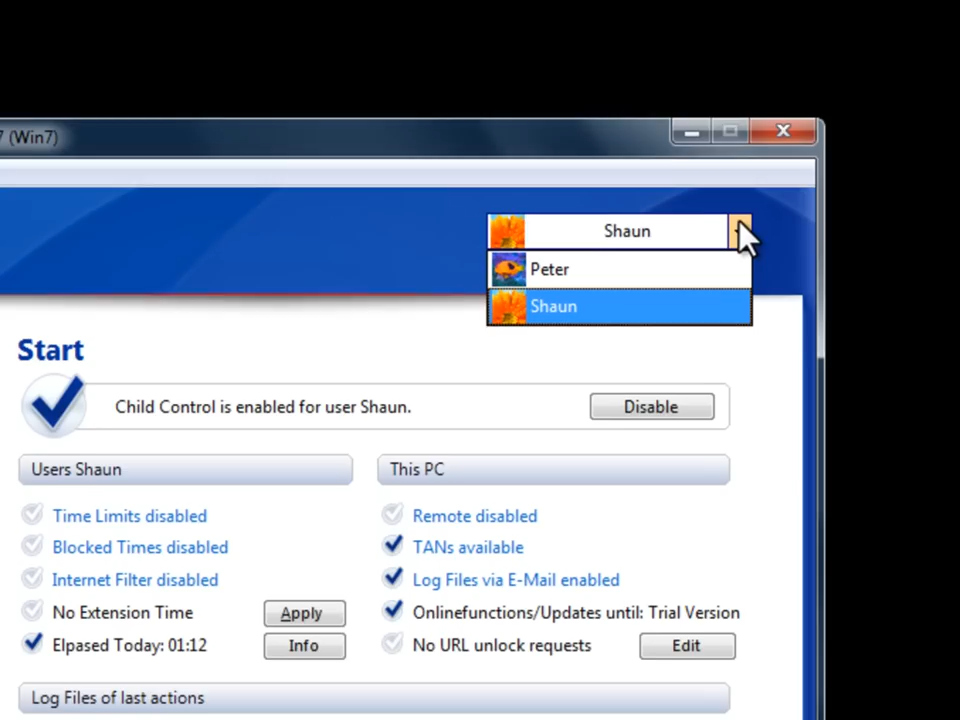 7 (Win7)
Shaun
Peter
Shaun
Start
Child Control is enabled for user Shaun.
Disable
Users Shaun
This PC
Time Limits disabled
Remote disabled
Blocked Times disabled
TANs available
Internet Filter disabled
Log Files via E-Mail enabled
No Extension Time
Apply
Onlinefunctions/Updates until: Trial Version
Elpased Today: 01:12
Info
No URL unlock requests
Edit
Log Files of last actions